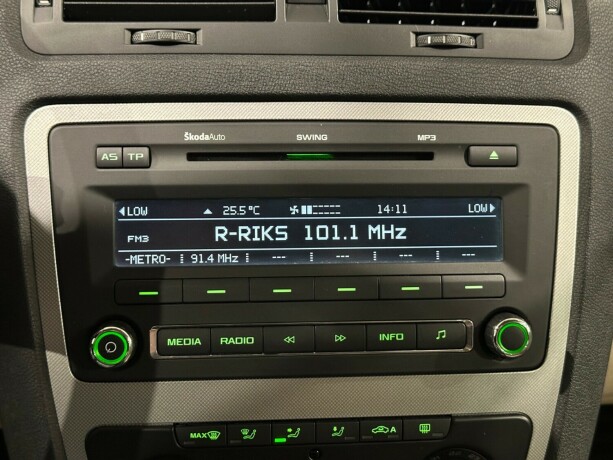 ŠkodaAuto SWING MP3
AS TP
LOW 25.5°C 14:11 LOW
FM3 R-RIKS 101.1 MHz
-METRO- 91.4 MHz --- --- --- ---
MEDIA RADIO INFO
MAX A